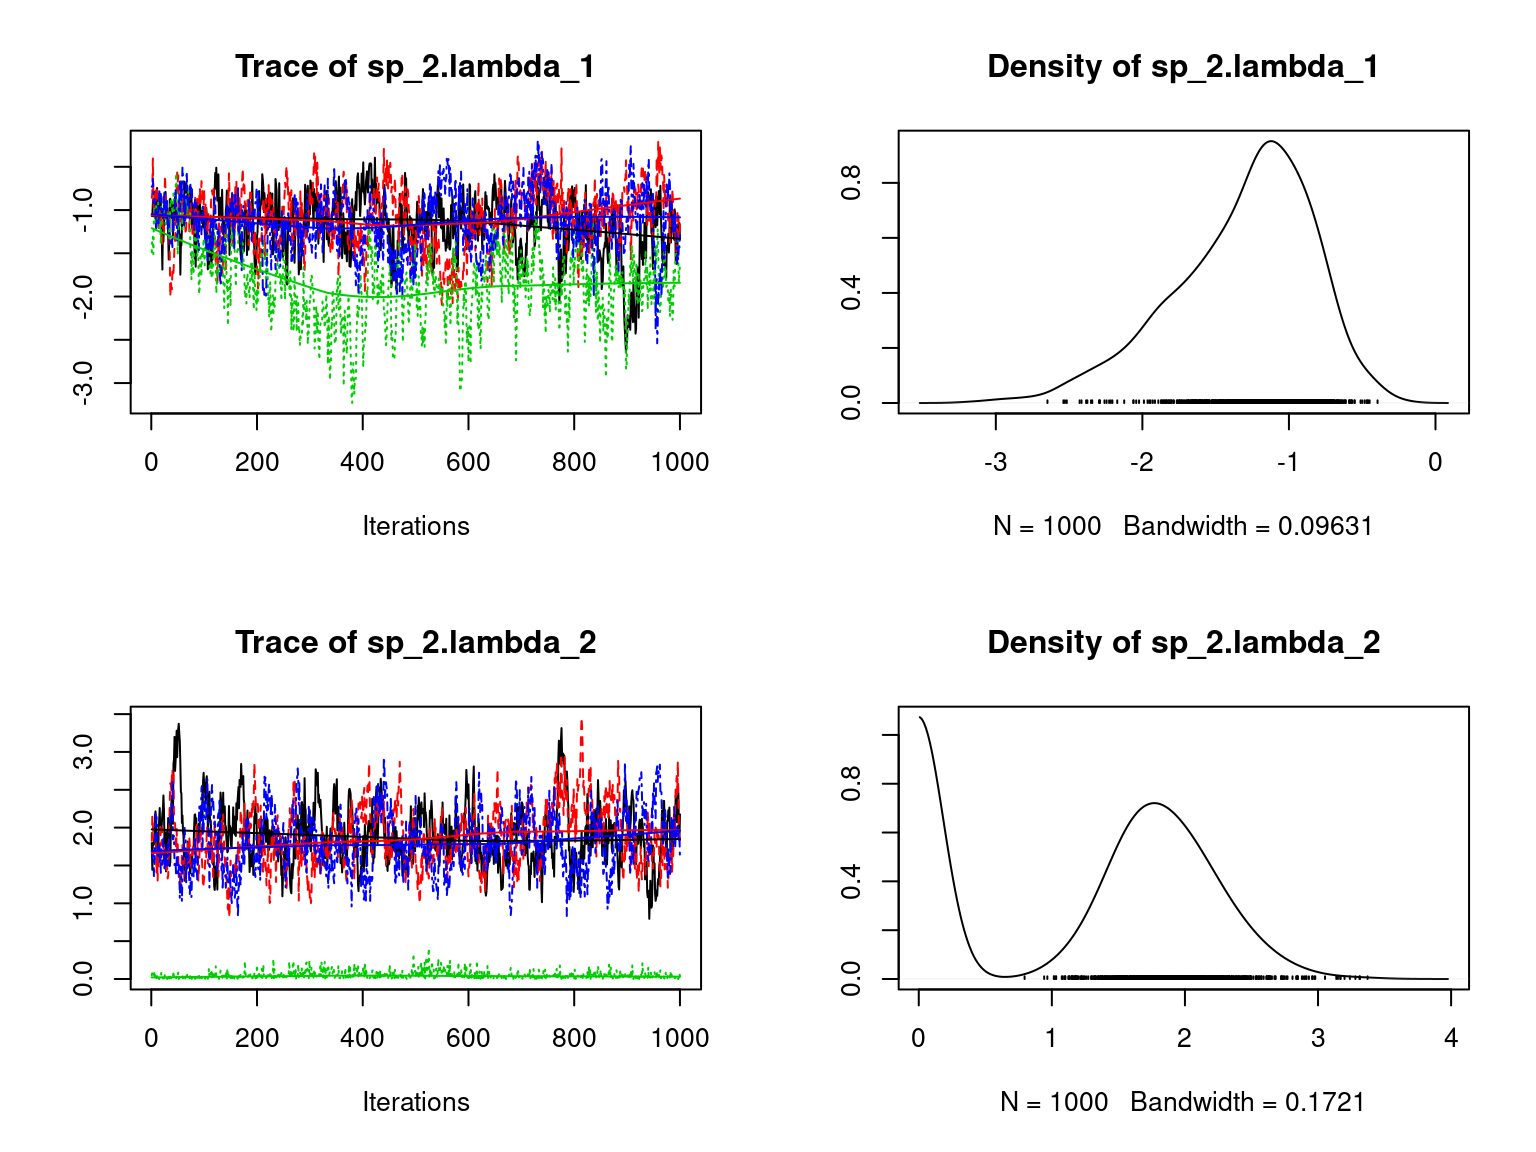 Trace of sp_2.lambda_1
-1.0
-2.0
-3.0
0 200 400 600 800 1000
Iterations
Density of sp_2.lambda_1
0.8
0.4
0.0
-3 -2 -1 0
N = 1000 Bandwidth = 0.09631
Trace of sp_2.lambda_2
3.0
2.0
1.0
0.0
0 200 400 600 800 1000
Iterations
Density of sp_2.lambda_2
0.8
0.4
0.0
0 1 2 3 4
N = 1000 Bandwidth = 0.1721